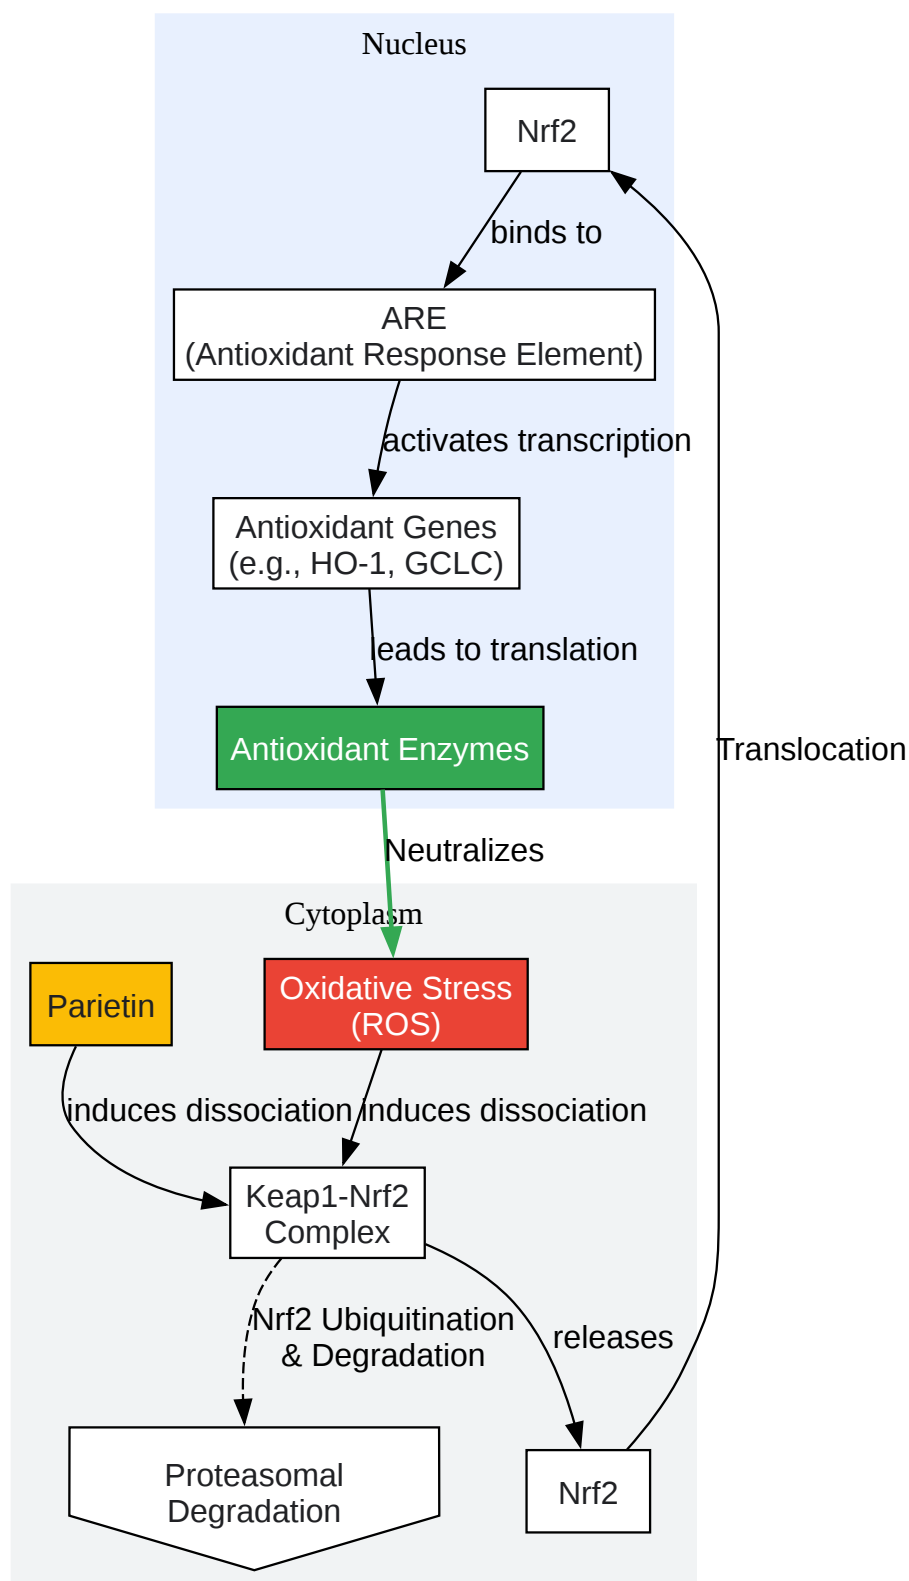 Nucleus
Nrf2
binds to
ARE
(Antioxidant Response Element)
activates transcription
Antioxidant Genes
(e.g., HO-1, GCLC)
leads to translation
Antioxidant Enzymes
Translocation
Neutralizes
Cytoplasm
Parietin
Oxidative Stress
(ROS)
induces dissociation
induces dissociation
Keap1-Nrf2
Complex
Nrf2 Ubiquitination
& Degradation
releases
Proteasomal
Degradation
Nrf2